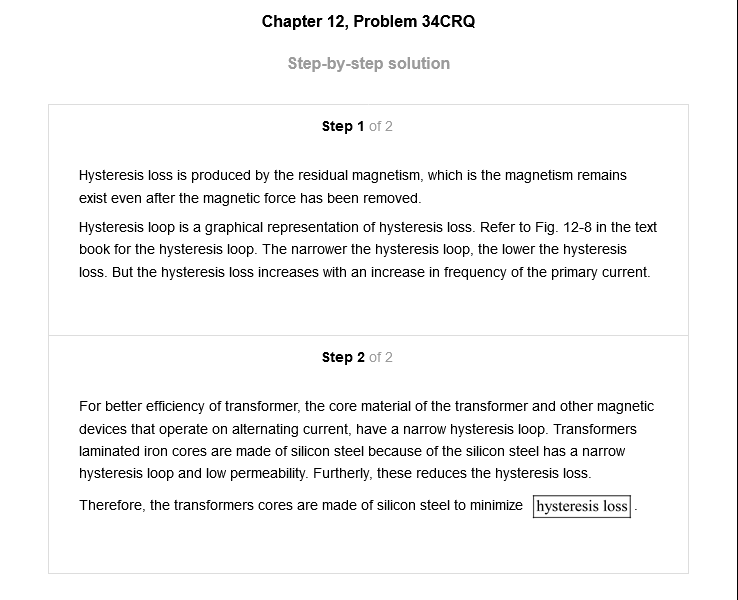 Chapter 12, Problem 34CRQ
Step-by-step solution
Step 1 of 2
Hysteresis loss is produced by the residual magnetism, which is the magnetism remains
exist even after the magnetic force has been removed.
Hysteresis loop is a graphical representation of hysteresis loss. Refer to Fig. 12-8 in the text
book for the hysteresis loop. The narrower the hysteresis loop, the lower the hysteresis
loss. But the hysteresis loss increases with an increase in frequency of the primary current.
Step 2 of 2
For better efficiency of transformer, the core material of the transformer and other magnetic
devices that operate on alternating current, have a narrow hysteresis loop. Transformers
laminated iron cores are made of silicon steel because of the silicon steel has a narrow
hysteresis loop and low permeability. Furtherly, these reduces the hysteresis loss.
Therefore, the transformers cores are made of silicon steel to minimize hysteresis loss.